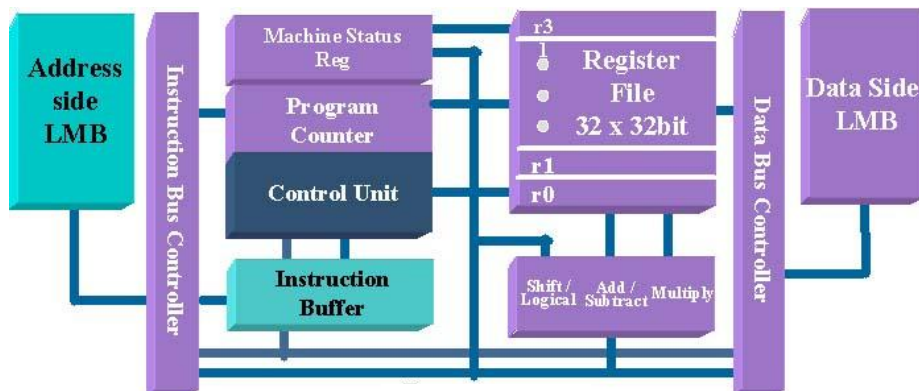 Address
side
LMB
Instruction Bus Controller
Machine Status
Reg
Program
Counter
Control Unit
Instruction
Buffer
r3
1
Register
File
32 x 32bit
r1
r0
Shift /
Logical
Add /
Subtract
Multiply
Data Bus Controller
Data Side
LMB